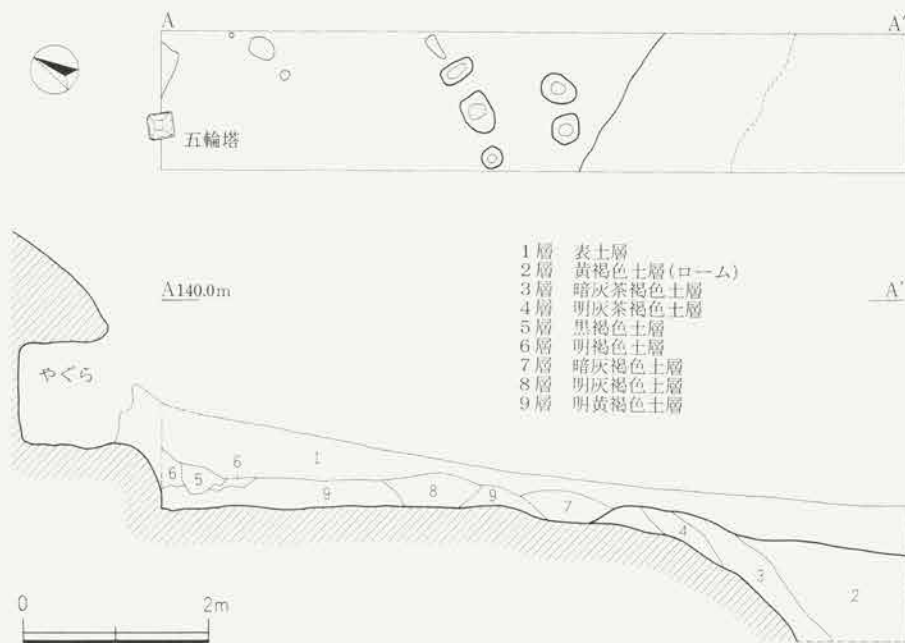 A A'
五輪塔
1層 表土層
2層 黄褐色土層(ローム)
3層 暗灰茶褐色土層
4層 明灰茶褐色土層
5層 黒褐色土層
6層 明褐色土層
7層 暗灰褐色土層
8層 明灰褐色土層
9層 明黄褐色土層
A140.0m A'
やぐら
6 5 6 1 9 8 9 7 4 3 2
0 2m